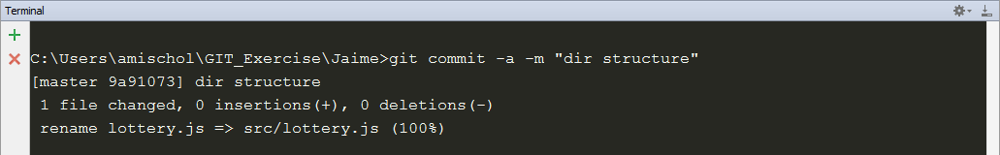 Terminal
C:\Users\amischol\GIT_Exercise\Jaime>git commit -a -m "dir structure"
[master 9a91073] dir structure
1 file changed, 0 insertions(+), 0 deletions(-)
rename lottery.js => src/lottery.js (100%)